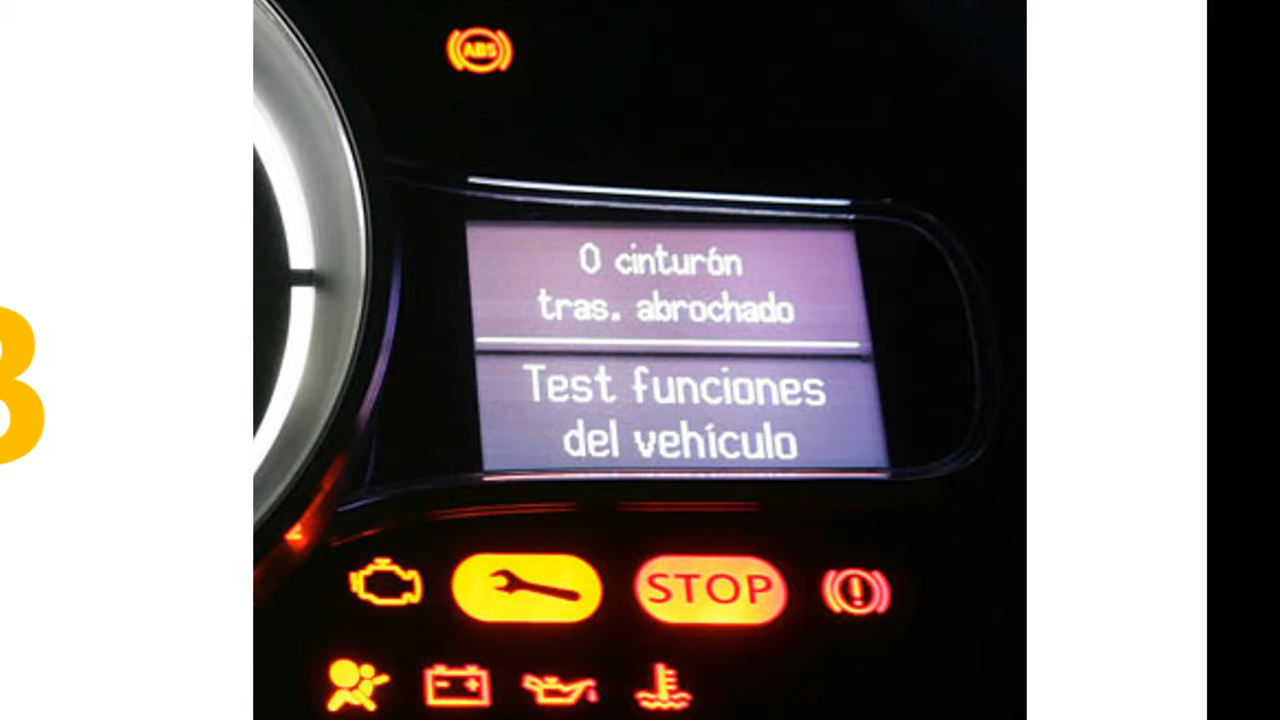 ABS
0 cinturón
tras. abrochado
Test funciones
del vehículo
STOP